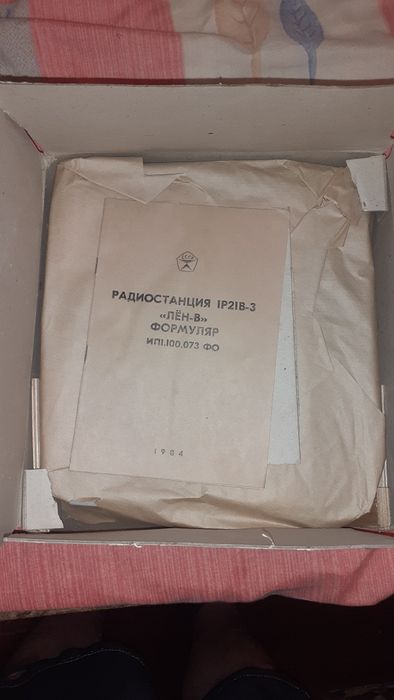 РАДИОСТАНЦИЯ 1Р21В-3
«ЛЁН-В»
ФОРМУЛЯР
ИП1.100.073 ФО
1984